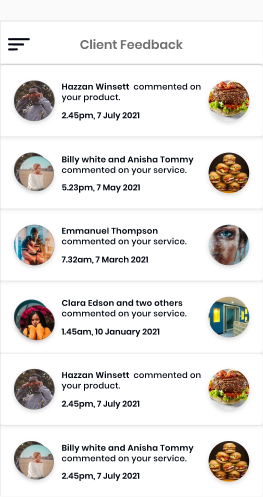 Client Feedback
Hazzan Winsett commented on
your product.
2.45pm, 7 July 2021
Billy white and Anisha Tommy
commented on your service.
5.23pm, 7 May 2021
Emmanuel Thompson
commented on your service.
7.32am, 7 March 2021
Clara Edson and two others
commented on your service.
1.45am, 10 January 2021
Hazzan Winsett commented on
your product.
2.45pm, 7 July 2021
Billy white and Anisha Tommy
commented on your service.
2.45pm, 7 July 2021